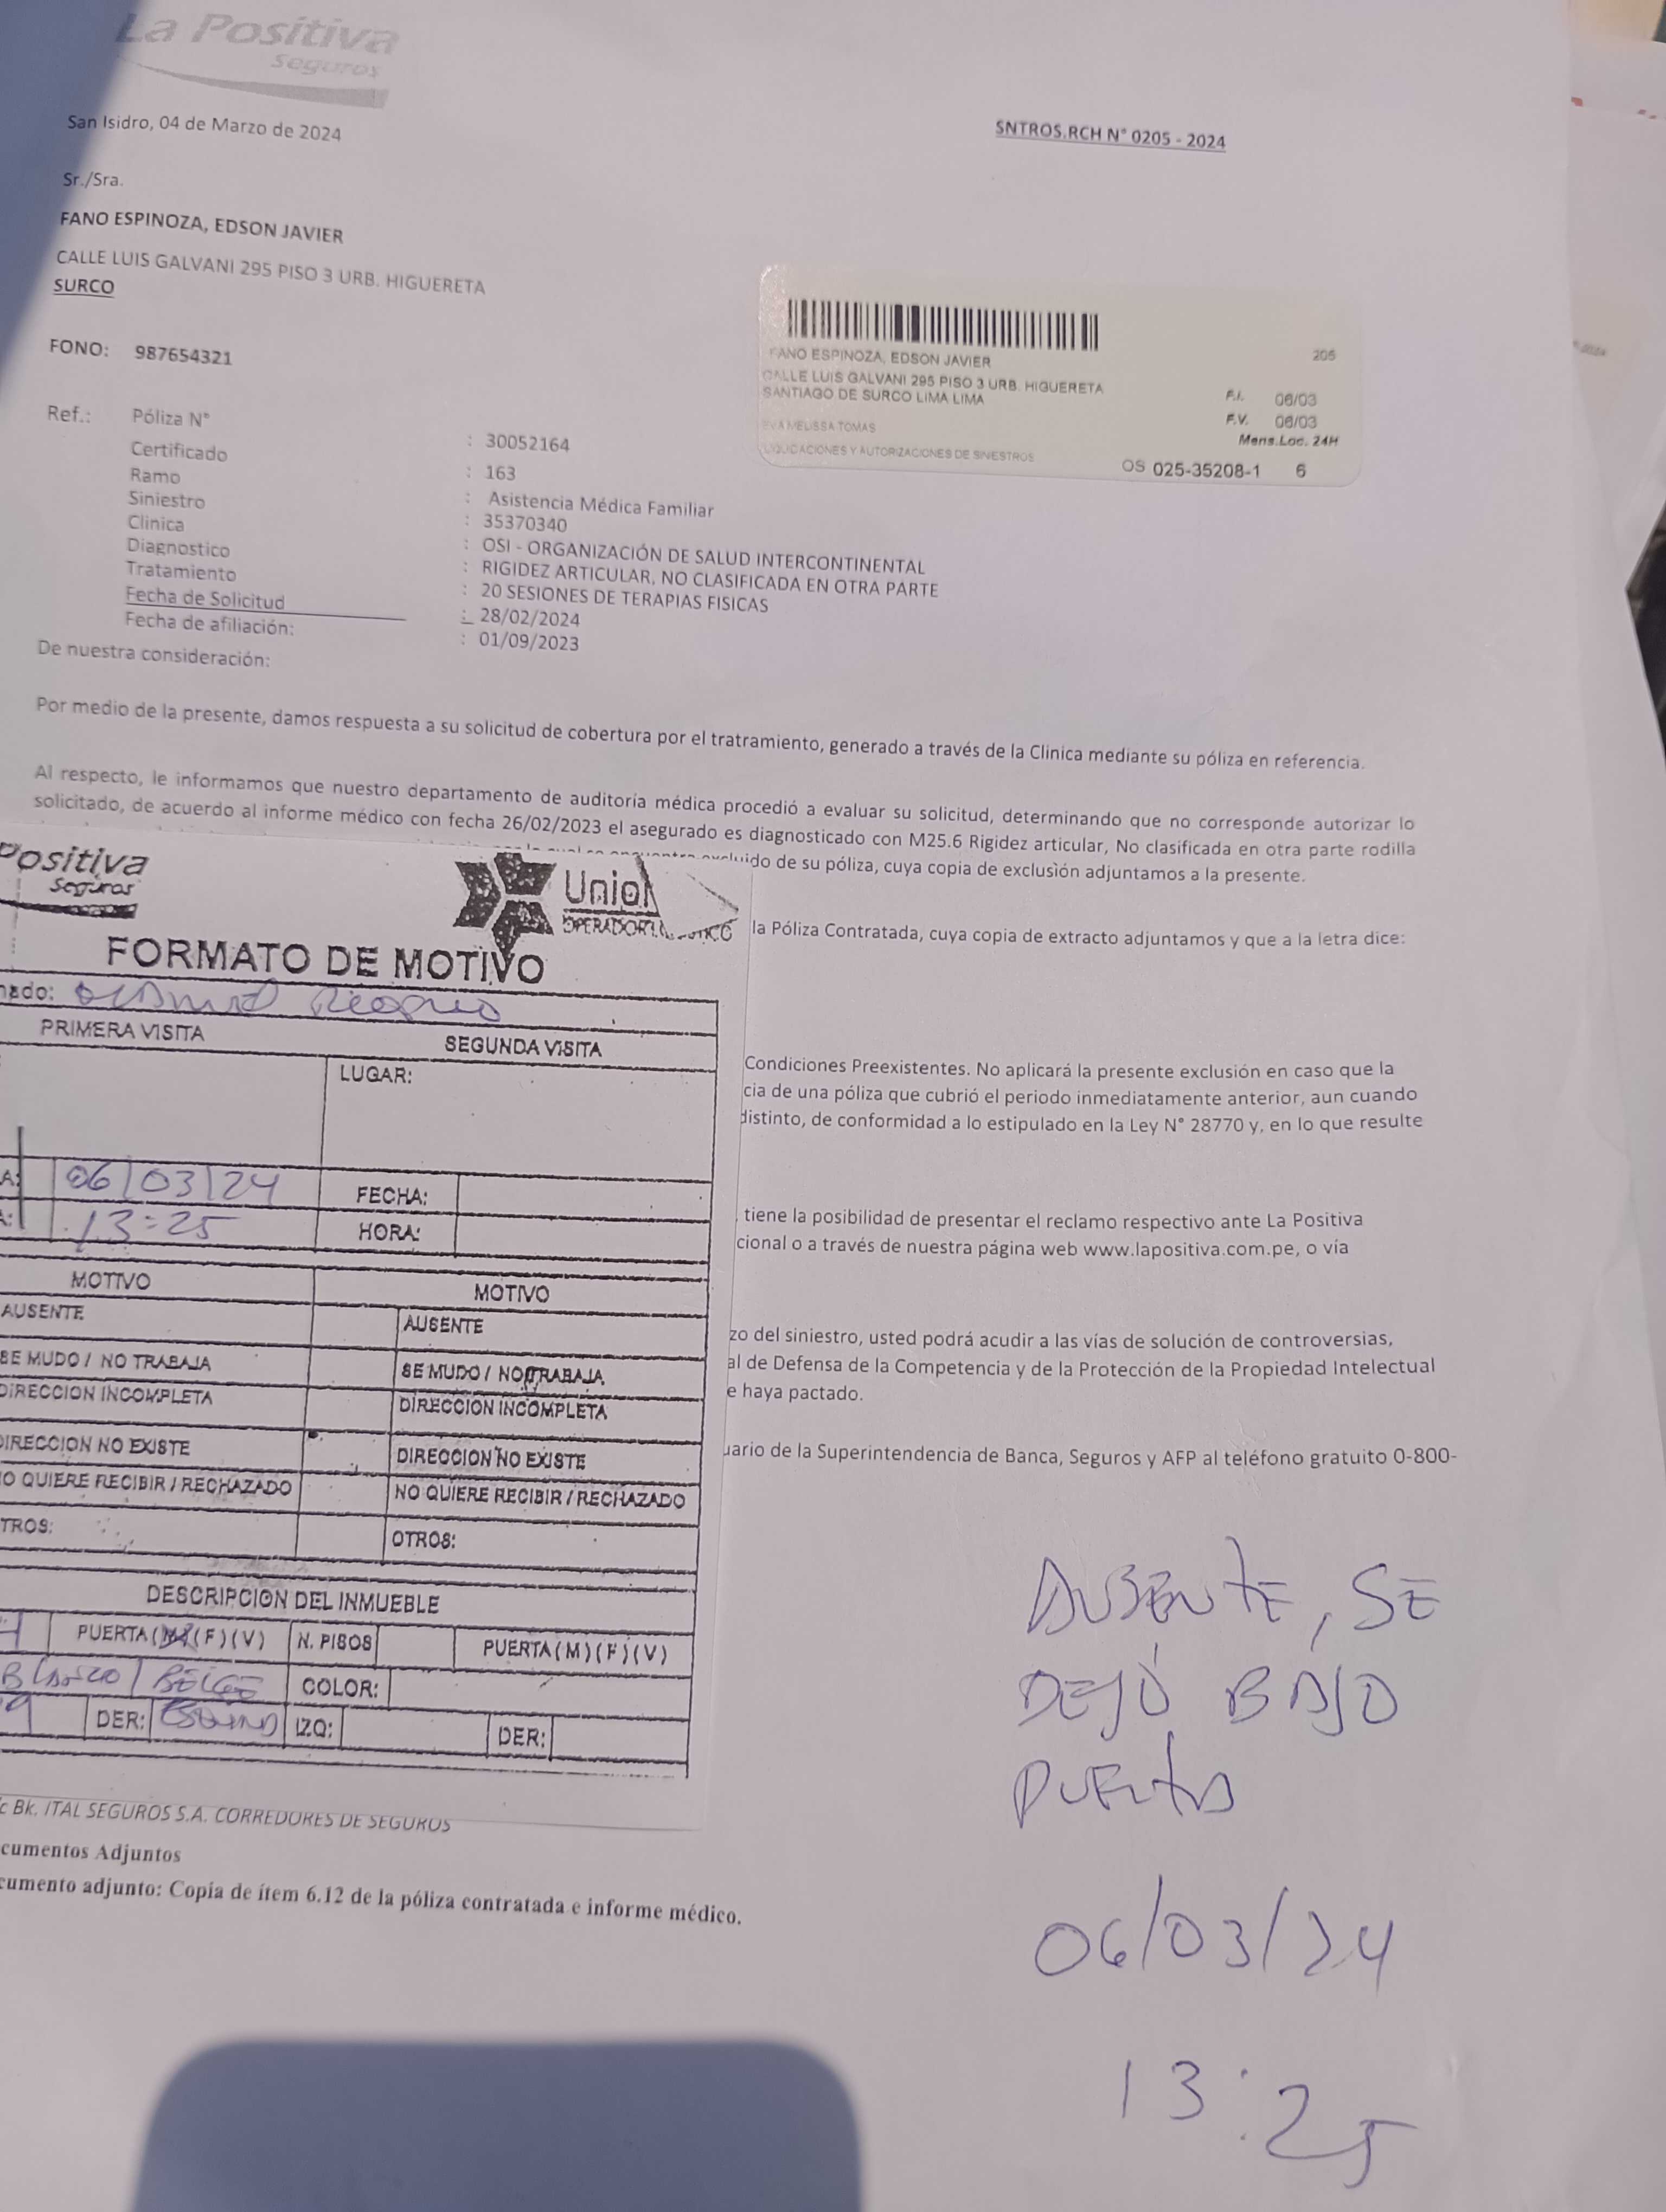 La Positiva
Seguros
San Isidro, 04 de Marzo de 2024
SNTROS.RCH N° 0205 - 2024
Sr./Sra.
FANO ESPINOZA, EDSON JAVIER
CALLE LUIS GALVANI 295 PISO 3 URB. HIGUERETA
SURCO
FONO: 987654321
FANO ESPINOZA, EDSON JAVIER 205
CALLE LUIS GALVANI 295 PISO 3 URB. HIGUERETA
SANTIAGO DE SURCO LIMA LIMA
F.I. 06/03
F.V. 06/03
MELISSA TOMAS
Mens.Loc. 24H
LIQUIDACIONES Y AUTORIZACIONES DE SINIESTROS
OS 025-35208-1 6
Ref.: Póliza N° : 30052164
Certificado : 163
Ramo : Asistencia Médica Familiar
Siniestro : 35370340
Clinica : OSI - ORGANIZACIÓN DE SALUD INTERCONTINENTAL
Diagnostico : RIGIDEZ ARTICULAR, NO CLASIFICADA EN OTRA PARTE
Tratamiento : 20 SESIONES DE TERAPIAS FISICAS
Fecha de Solicitud : 28/02/2024
Fecha de afiliación: : 01/09/2023
De nuestra consideración:
Por medio de la presente, damos respuesta a su solicitud de cobertura por el tratramiento, generado a través de la Clinica mediante su póliza en referencia.
Al respecto, le informamos que nuestro departamento de auditoría médica procedió a evaluar su solicitud, determinando que no corresponde autorizar lo
solicitado, de acuerdo al informe médico con fecha 26/02/2023 el asegurado es diagnosticado con M25.6 Rigidez articular, No clasificada en otra parte rodilla
de su póliza, cuya copia de exclusiòn adjuntamos a la presente.
la Póliza Contratada, cuya copia de extracto adjuntamos y que a la letra dice:
Condiciones Preexistentes. No aplicará la presente exclusión en caso que la
cia de una póliza que cubrió el periodo inmediatamente anterior, aun cuando
distinto, de conformidad a lo estipulado en la Ley N° 28770 y, en lo que resulte
tiene la posibilidad de presentar el reclamo respectivo ante La Positiva
cional o a través de nuestra página web www.lapositiva.com.pe, o vía
zo del siniestro, usted podrá acudir a las vías de solución de controversias,
al de Defensa de la Competencia y de la Protección de la Propiedad Intelectual
e haya pactado.
uario de la Superintendencia de Banca, Seguros y AFP al teléfono gratuito 0-800-
Positiva
Seguros
FORMATO DE MOTIVO
PRIMERA VISITA SEGUNDA VISITA
LUGAR:
A: 06/03/24 FECHA:
A: 13:25 HORA:
MOTIVO MOTIVO
AUSENTE AUSENTE
SE MUDO / NO TRABAJA SE MUDO / NO TRABAJA
DIRECCION INCOMPLETA DIRECCION INCOMPLETA
DIRECCION NO EXISTE DIRECCION NO EXISTE
NO QUIERE RECIBIR / RECHAZADO NO QUIERE RECIBIR / RECHAZADO
TROS: OTROS:
DESCRIPCION DEL INMUEBLE
PUERTA (M) (F) (V) N. PISOS PUERTA (M) (F) (V)
BLANCO / BEIGE COLOR:
DER: IZQ: DER:
c Bk. ITAL SEGUROS S.A. CORREDORES DE SEGUROS
cumentos Adjuntos
cumento adjunto: Copia de ítem 6.12 de la póliza contratada e informe médico.
AUSENTE, SE
DEJÓ BAJO
PUERTA
06/03/24
13:25